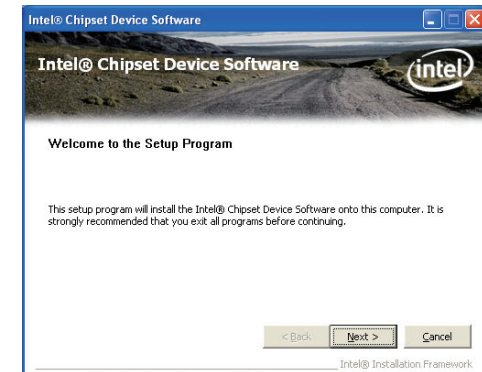 Intel® Chipset Device Software
Intel® Chipset Device Software
intel
Welcome to the Setup Program
This setup program will install the Intel® Chipset Device Software onto this computer. It is
strongly recommended that you exit all programs before continuing.
< Back Next > Cancel
Intel® Installation Framework